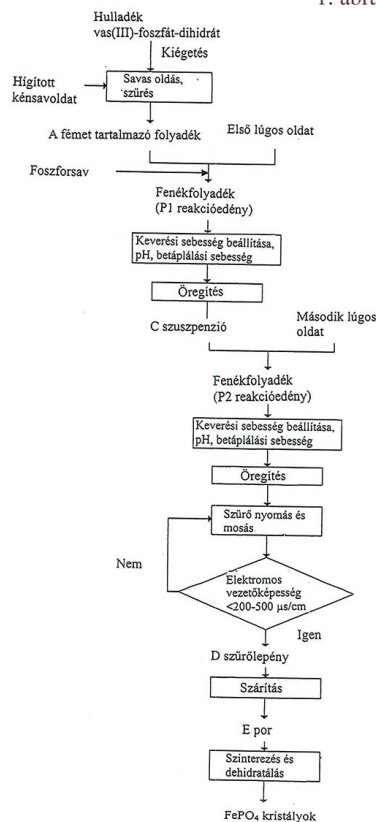 1. ábra
Hulladék
vas(III)-foszfát-dihidrát
Kiégetés
Hígított
kénsavoldat
Savas oldás,
szűrés
A fémet tartalmazó folyadék
Első lúgos oldat
Foszforsav
Fenékfolyadék
(P1 reakcióedény)
Keverési sebesség beállítása,
pH, betáplálási sebesség
Öregítés
C szuszpenzió
Második lúgos
oldat
Fenékfolyadék
(P2 reakcióedény)
Keverési sebesség beállítása,
pH, betáplálási sebesség
Öregítés
Szűrő nyomás és
mosás
Nem
Elektromos
vezetőképesség
<200-500 μs/cm
Igen
D szűrőlepény
Szárítás
E por
Szinterezés és
dehidratálás
FePO₄ kristályok